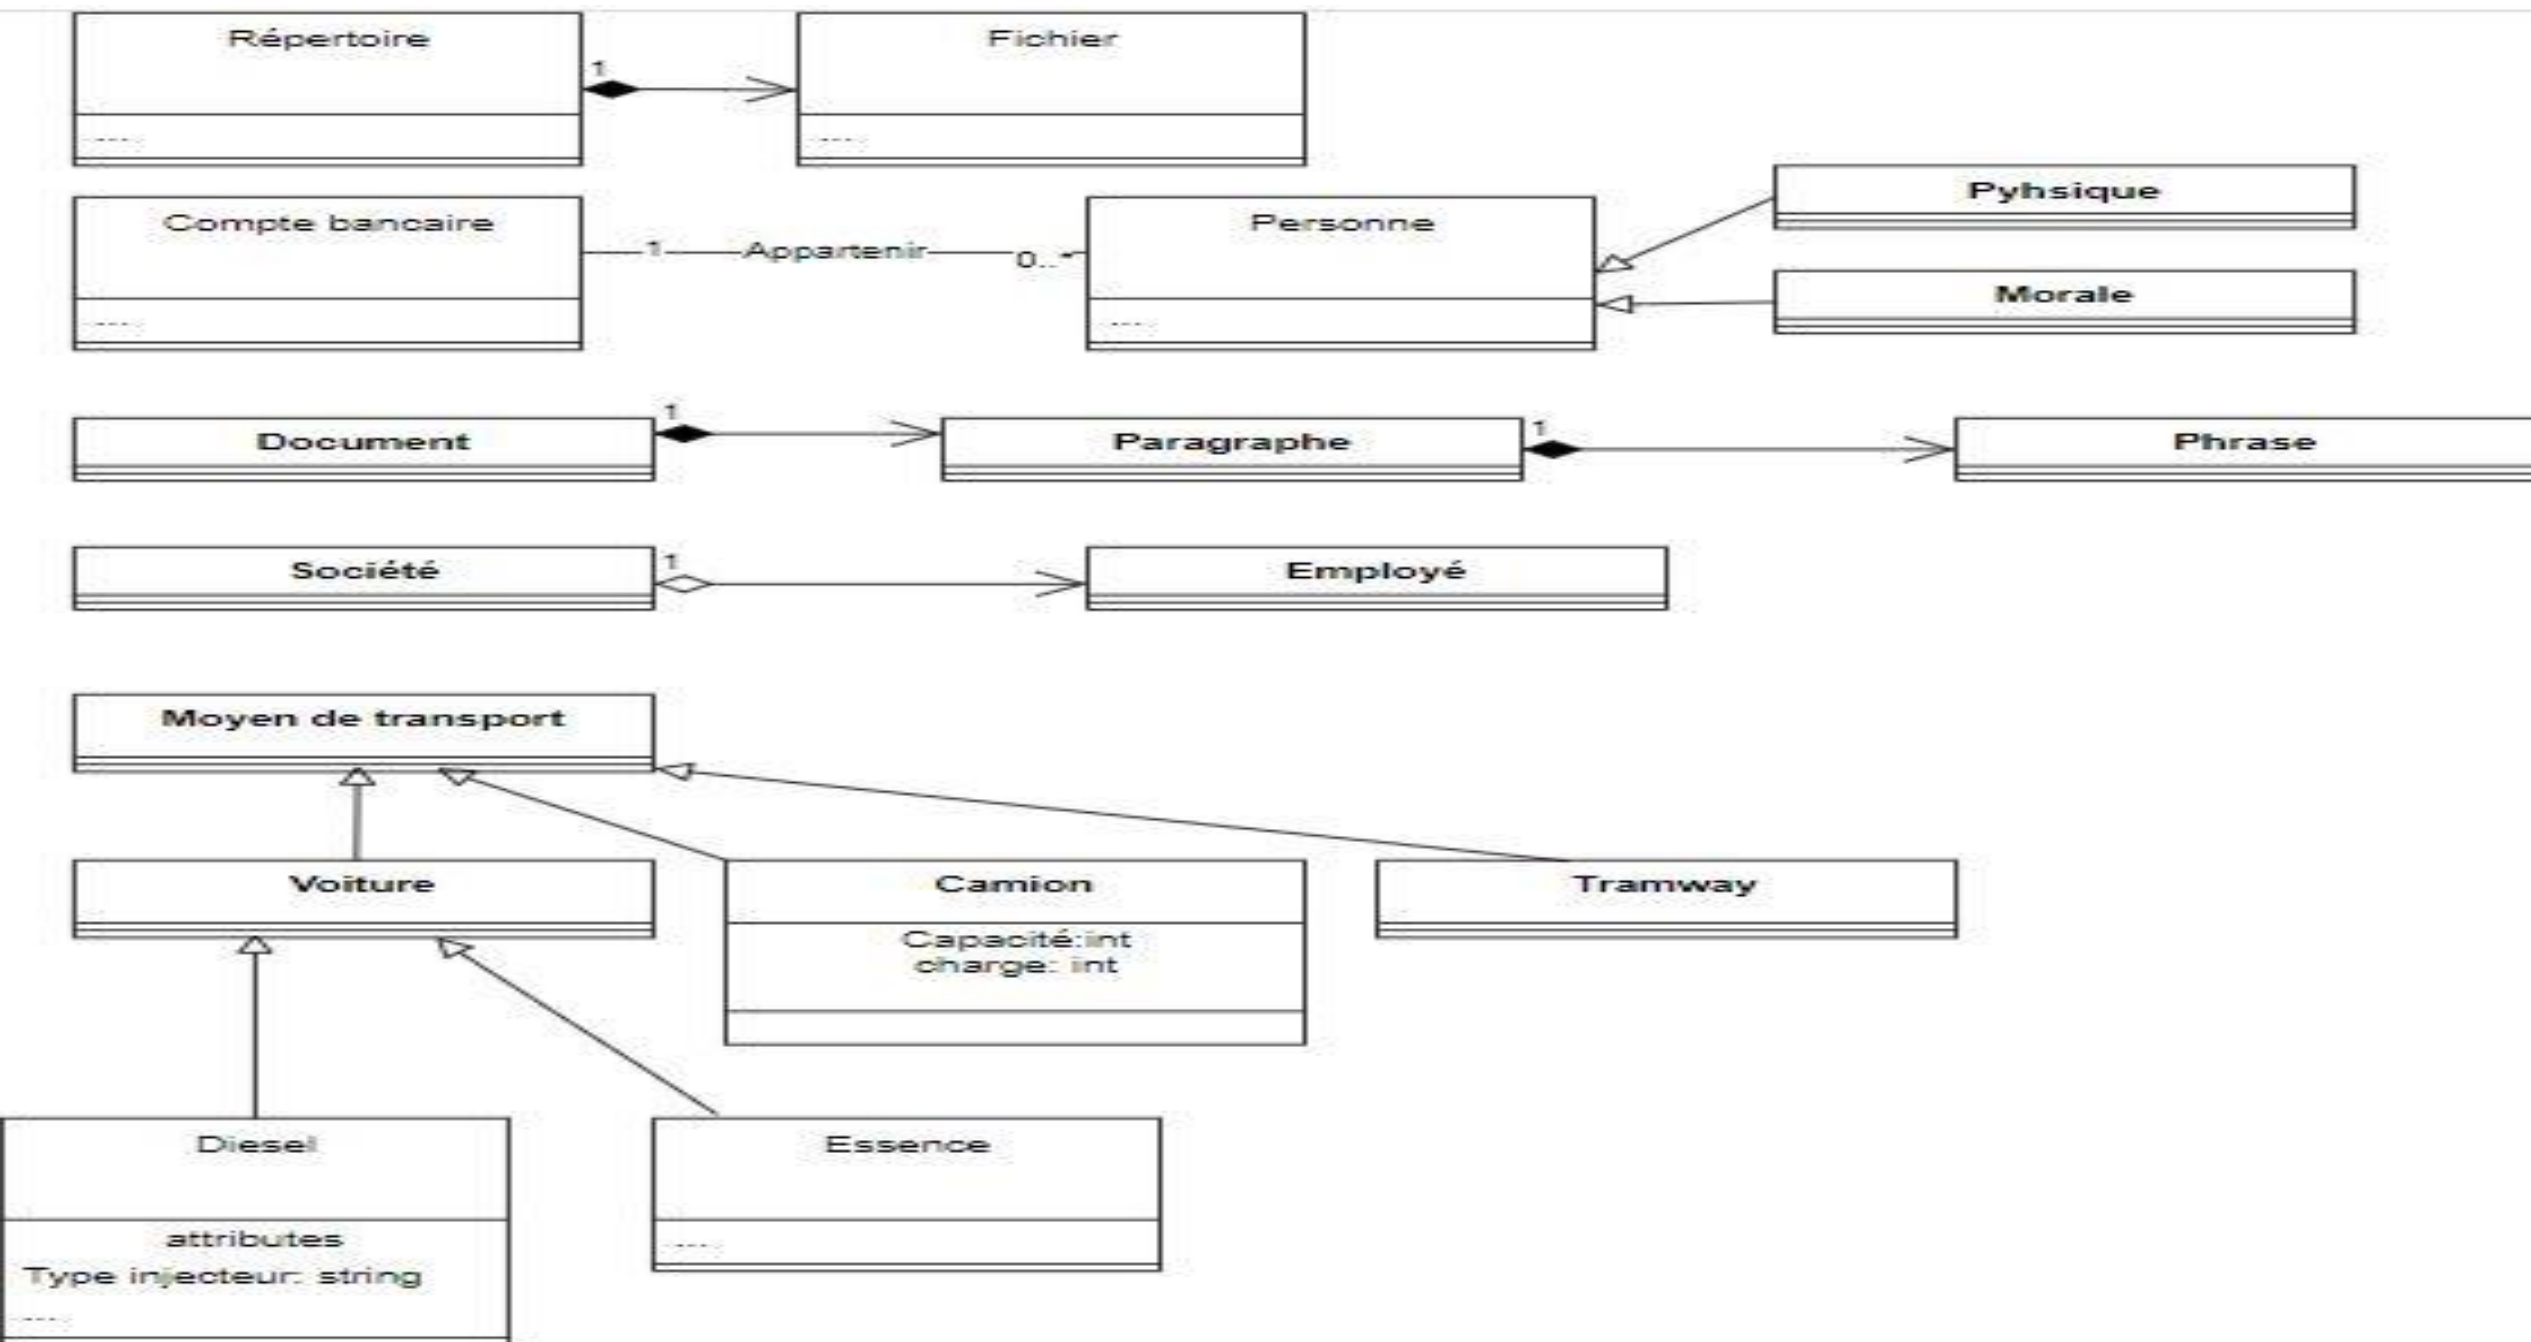 Répertoire
Fichier
1
---
---
Pyhsique
Compte bancaire
Personne
1
Appartenir
0..*
Morale
---
---
1
Document
Paragraphe
1
Phrase
1
Société
Employé
Moyen de transport
Voiture
Camion
Tramway
Capacité:int
charge: int
Diesel
Essence
attributes
Type injecteur: string
---
---